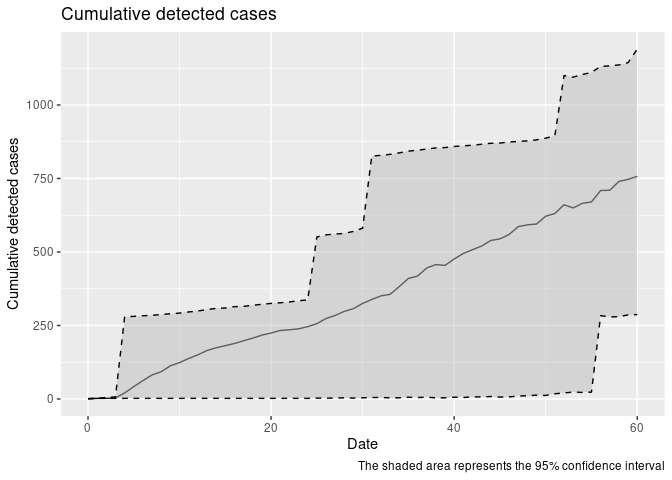 Cumulative detected cases
Cumulative detected cases
1000
750
500
250
0
0 20 40 60
Date
The shaded area represents the 95% confidence interval